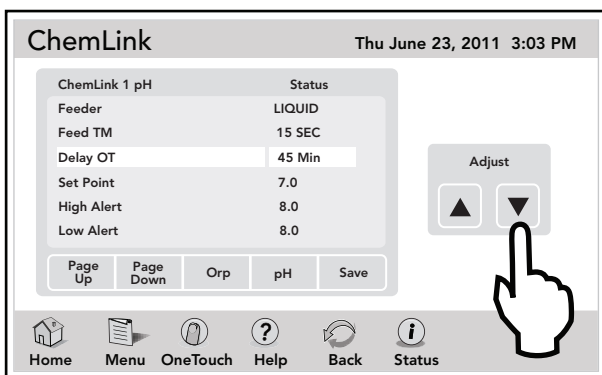 ChemLink Thu June 23, 2011 3:03 PM
ChemLink 1 pH Status
Feeder LIQUID
Feed TM 15 SEC
Delay OT 45 Min
Set Point 7.0
High Alert 8.0
Low Alert 8.0
Adjust
Page Up Page Down Orp pH Save
? i
Home Menu OneTouch Help Back Status